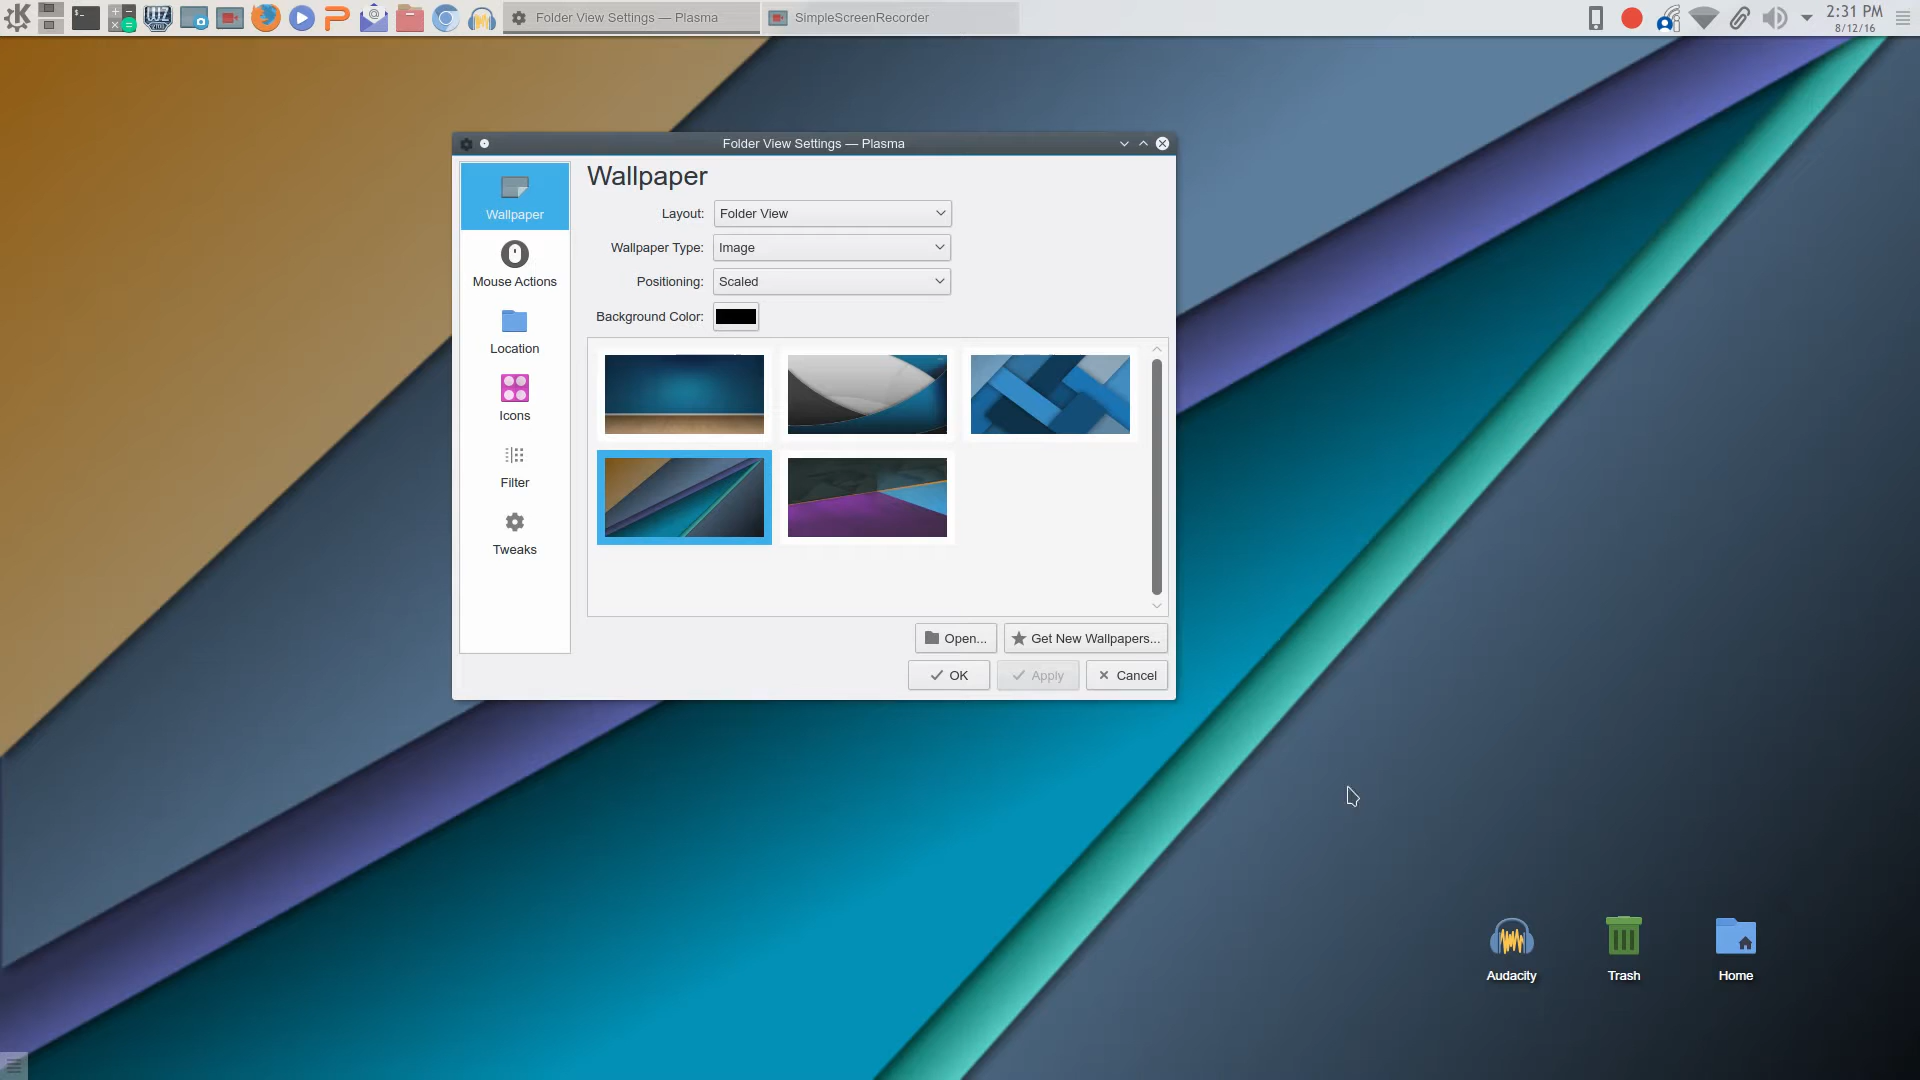 Folder View Settings — Plasma
SimpleScreenRecorder
2:31 PM
8/12/16
Folder View Settings — Plasma
Wallpaper
Mouse Actions
Location
Icons
Filter
Tweaks
Wallpaper
Layout: Folder View
Wallpaper Type: Image
Positioning: Scaled
Background Color:
Open...
Get New Wallpapers...
OK
Apply
Cancel
Audacity
Trash
Home